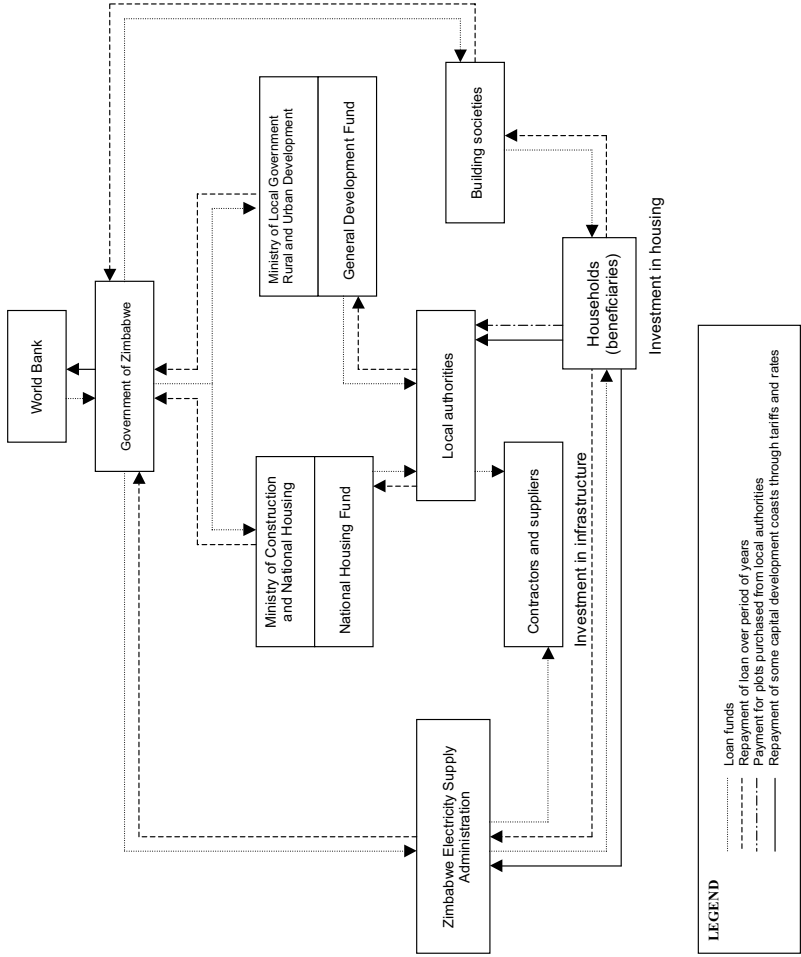 World Bank
Government of Zimbabwe
Ministry of Construction
and National Housing
National Housing Fund
Ministry of Local Government
Rural and Urban Development
General Development Fund
Zimbabwe Electricity Supply
Administration
Local authorities
Building societies
Contractors and suppliers
Investment in infrastructure
Households
(beneficiaries)
Investment in housing
LEGEND
Loan funds
Repayment of loan over period of years
Payment for plots purchased from local authorities
Repayment of some capital development coasts through tariffs and rates